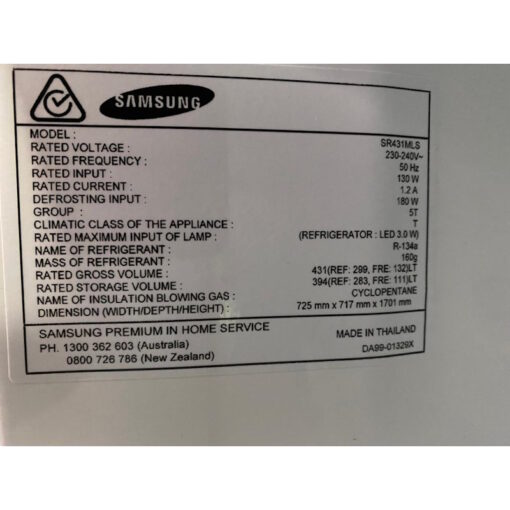 SAMSUNG
MODEL : SR431MLS
RATED VOLTAGE : 230-240V~
RATED FREQUENCY : 50 Hz
RATED INPUT : 130 W
RATED CURRENT : 1.2 A
DEFROSTING INPUT : 180 W
GROUP : 5T
CLIMATIC CLASS OF THE APPLIANCE : T
RATED MAXIMUM INPUT OF LAMP : (REFRIGERATOR : LED 3.0 W)
NAME OF REFRIGERANT : R-134a
MASS OF REFRIGERANT : 160g
RATED GROSS VOLUME : 431(REF: 299, FRE: 132)LT
RATED STORAGE VOLUME : 394(REF: 283, FRE: 111)LT
NAME OF INSULATION BLOWING GAS : CYCLOPENTANE
DIMENSION (WIDTH/DEPTH/HEIGHT) : 725 mm x 717 mm x 1701 mm
SAMSUNG PREMIUM IN HOME SERVICE MADE IN THAILAND
PH. 1300 362 603 (Australia) DA99-01329X
0800 726 786 (New Zealand)